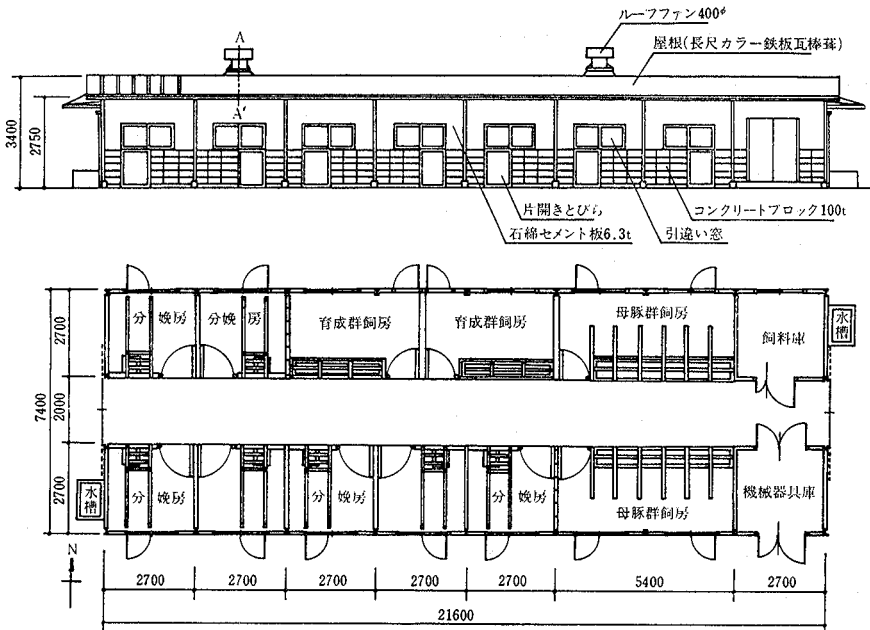 ルーフファン400φ
屋根(長尺カラー鉄板瓦棒葺)
A
A'
3400
2750
片開きとびら
石綿セメント板6.3t
引違い窓
コンクリートブロック100t
分娩房
分娩房
育成群飼房
育成群飼房
母豚群飼房
飼料庫
水槽
2700
2000
2700
7400
水槽
分娩房
分娩房
分娩房
母豚群飼房
機械器具庫
N
2700
2700
2700
2700
2700
5400
2700
21600